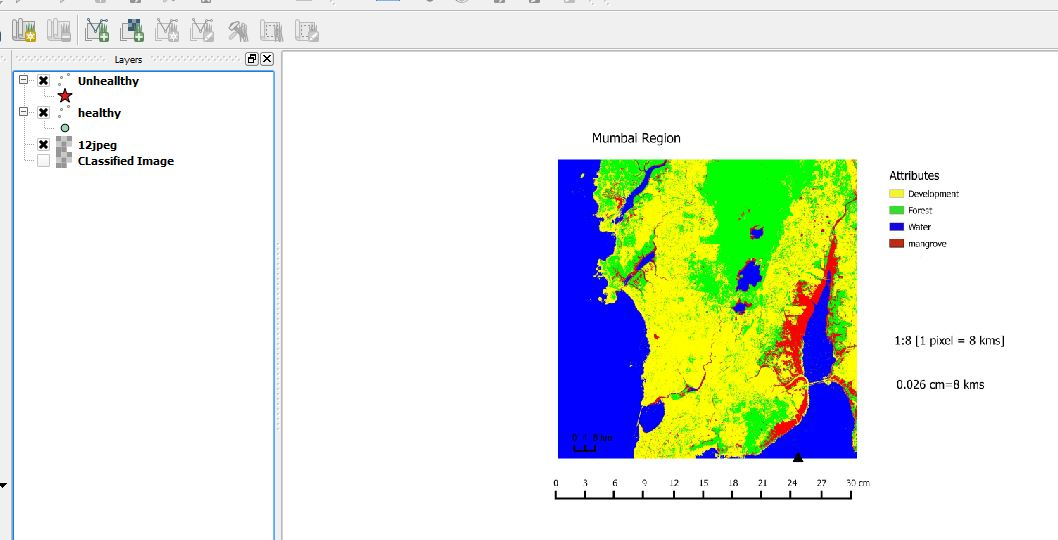 Layers
Unheallthy
healthy
12jpeg
CLassified Image
Mumbai Region
Attributes
Development
Forest
Water
mangrove
1:8 [1 pixel = 8 kms]
0.026 cm=8 kms
0 3 6 9 12 15 18 21 24 27 30 cm